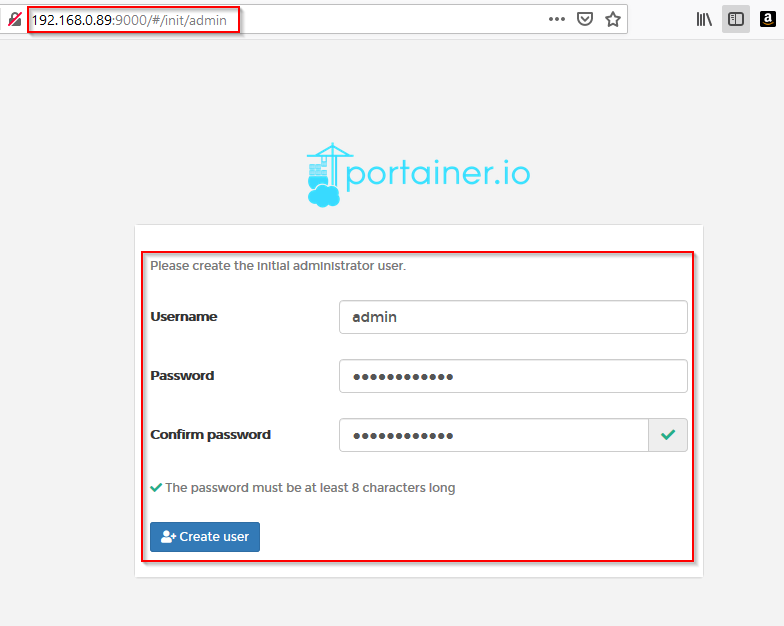 192.168.0.89:9000/#/init/admin
portainer.io
Please create the initial administrator user.
Username admin
Password ●●●●●●●●●●●●
Confirm password ●●●●●●●●●●●●
The password must be at least 8 characters long
Create user